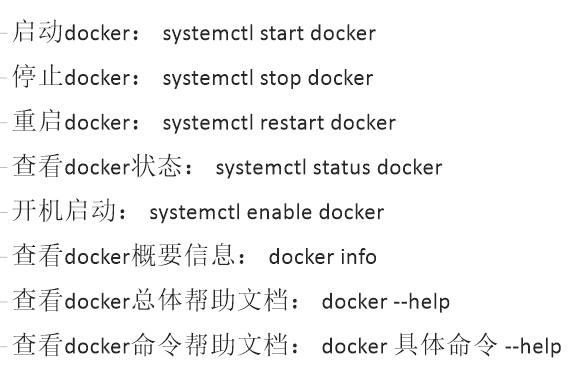 启动docker： systemctl start docker
停止docker： systemctl stop docker
重启docker： systemctl restart docker
查看docker状态： systemctl status docker
开机启动： systemctl enable docker
查看docker概要信息： docker info
查看docker总体帮助文档： docker --help
查看docker命令帮助文档： docker 具体命令 --help